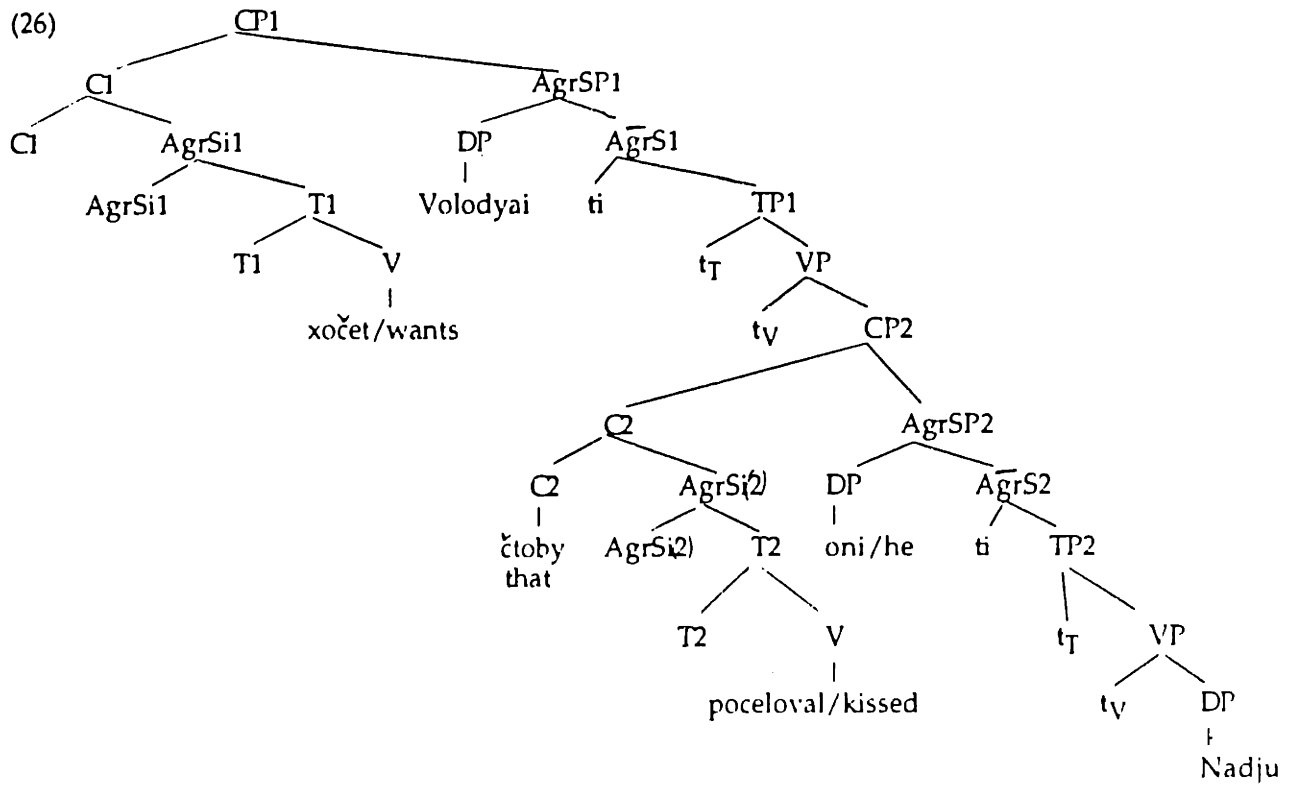 (26) CP1
C1 AgrSP1
C1 AgrSi1 DP AgrS1
AgrSi1 T1 Volodyai ti TP1
T1 V tT VP
xočet/wants tV CP2
C2 AgrSP2
C2 AgrSi(2) DP AgrS2
čtoby AgrSi(2) T2 oni/he ti TP2
that
T2 V tT VP
poceloval/kissed tV DP
Nadju